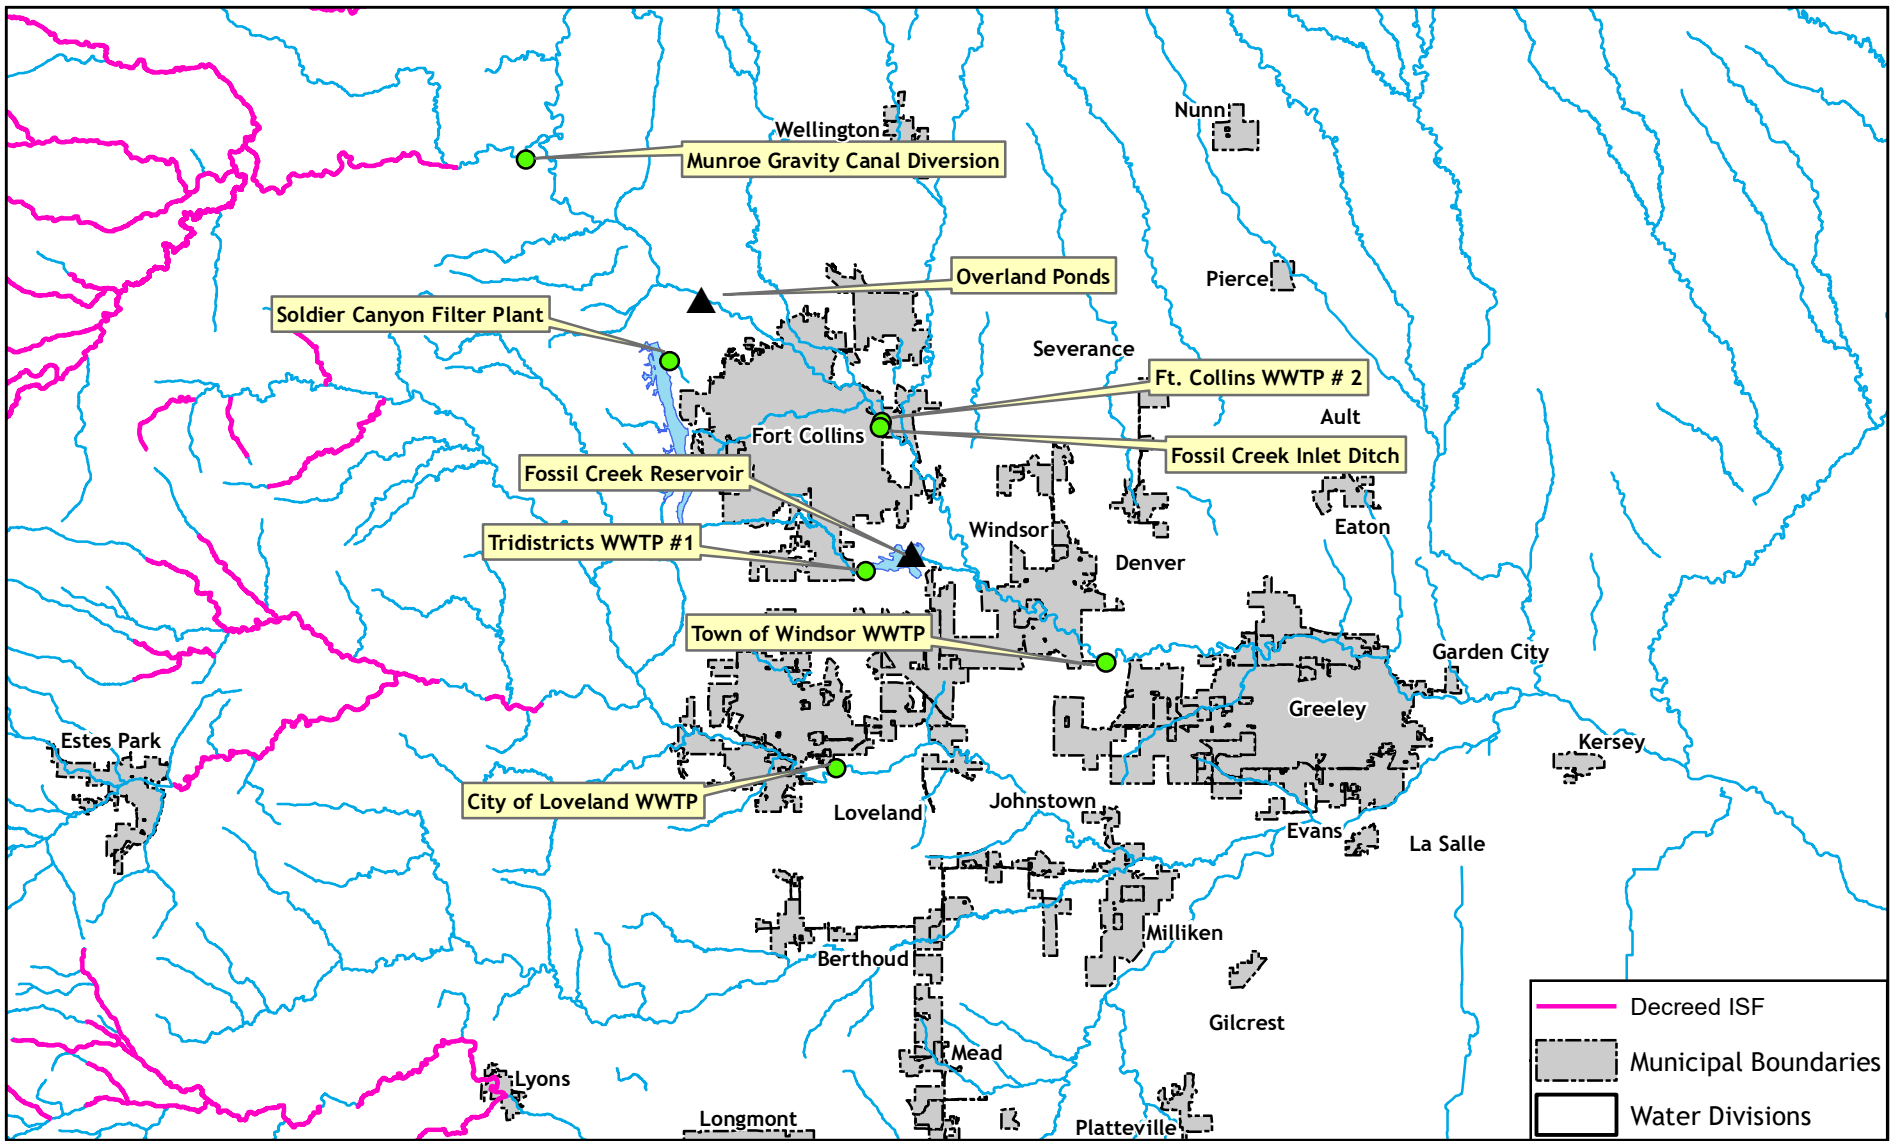 Nunn
Wellington
Munroe Gravity Canal Diversion
Overland Ponds
Pierce
Soldier Canyon Filter Plant
Severance
Ft. Collins WWTP # 2
Ault
Fort Collins
Fossil Creek Inlet Ditch
Fossil Creek Reservoir
Eaton
Windsor
Tridistricts WWTP #1
Denver
Town of Windsor WWTP
Garden City
Greeley
Estes Park
Kersey
City of Loveland WWTP
Johnstown
Loveland
Evans
La Salle
Milliken
Berthoud
Gilcrest
Mead
Lyons
Longmont
Platteville
Decreed ISF
Municipal Boundaries
Water Divisions